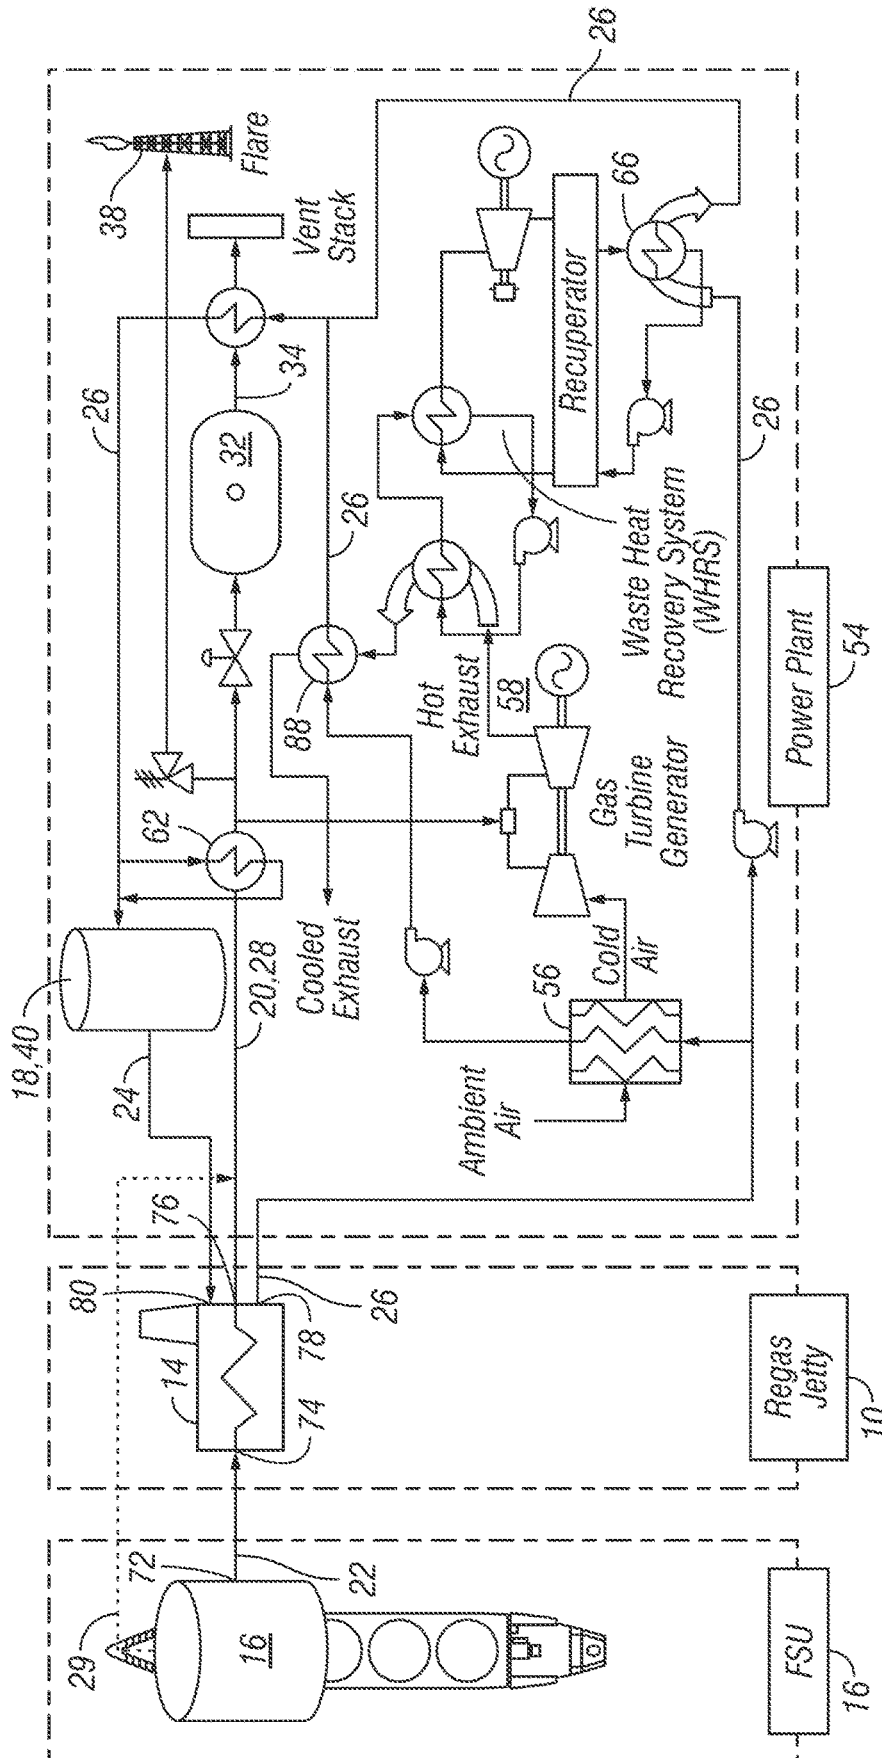 18,40
29
80
26
38
24
72
62
76
14
16
32
20,28
Flare
34
88
74
78
Cooled
Exhaust
Vent
Stack
22
26
26
Hot
Exhaust
58
Ambient
Air
56
Cold
Air
Gas
Turbine
Generator
Waste Heat
Recovery System
(WHRS)
Recuperator
66
26
26
FSU
16
Regas
Jetty
10
Power Plant
54